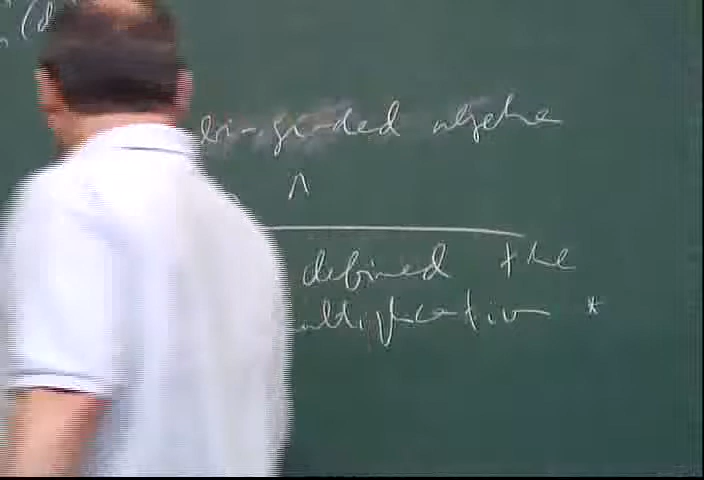 (d
bi-graded algebra
∧
defined the
multiplication *